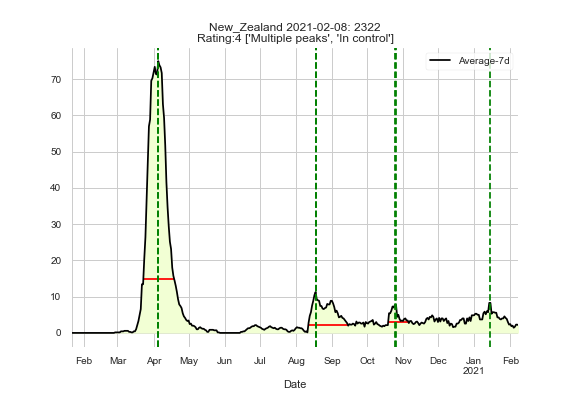 New_Zealand 2021-02-08: 2322
Rating:4 ['Multiple peaks', 'In control']
Average-7d
70
60
50
40
30
20
10
0
Feb Mar Apr May Jun Jul Aug Sep Oct Nov Dec Jan Feb
2021
Date